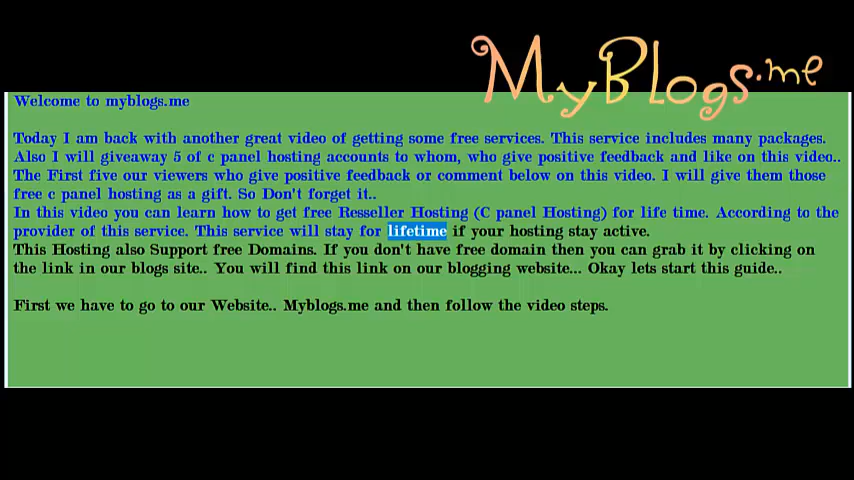 MyBlogs.me
Welcome to myblogs.me
Today I am back with another great video of getting some free services. This service includes many packages.
Also I will giveaway 5 of c panel hosting accounts to whom, who give positive feedback and like on this video..
The First five our viewers who give positive feedback or comment below on this video. I will give them those
free c panel hosting as a gift. So Don't forget it..
In this video you can learn how to get free Resseller Hosting (C panel Hosting) for life time. According to the
provider of this service. This service will stay for lifetime if your hosting stay active.
This Hosting also Support free Domains. If you don't have free domain then you can grab it by clicking on
the link in our blogs site.. You will find this link on our blogging website... Okay lets start this guide..
First we have to go to our Website.. Myblogs.me and then follow the video steps.